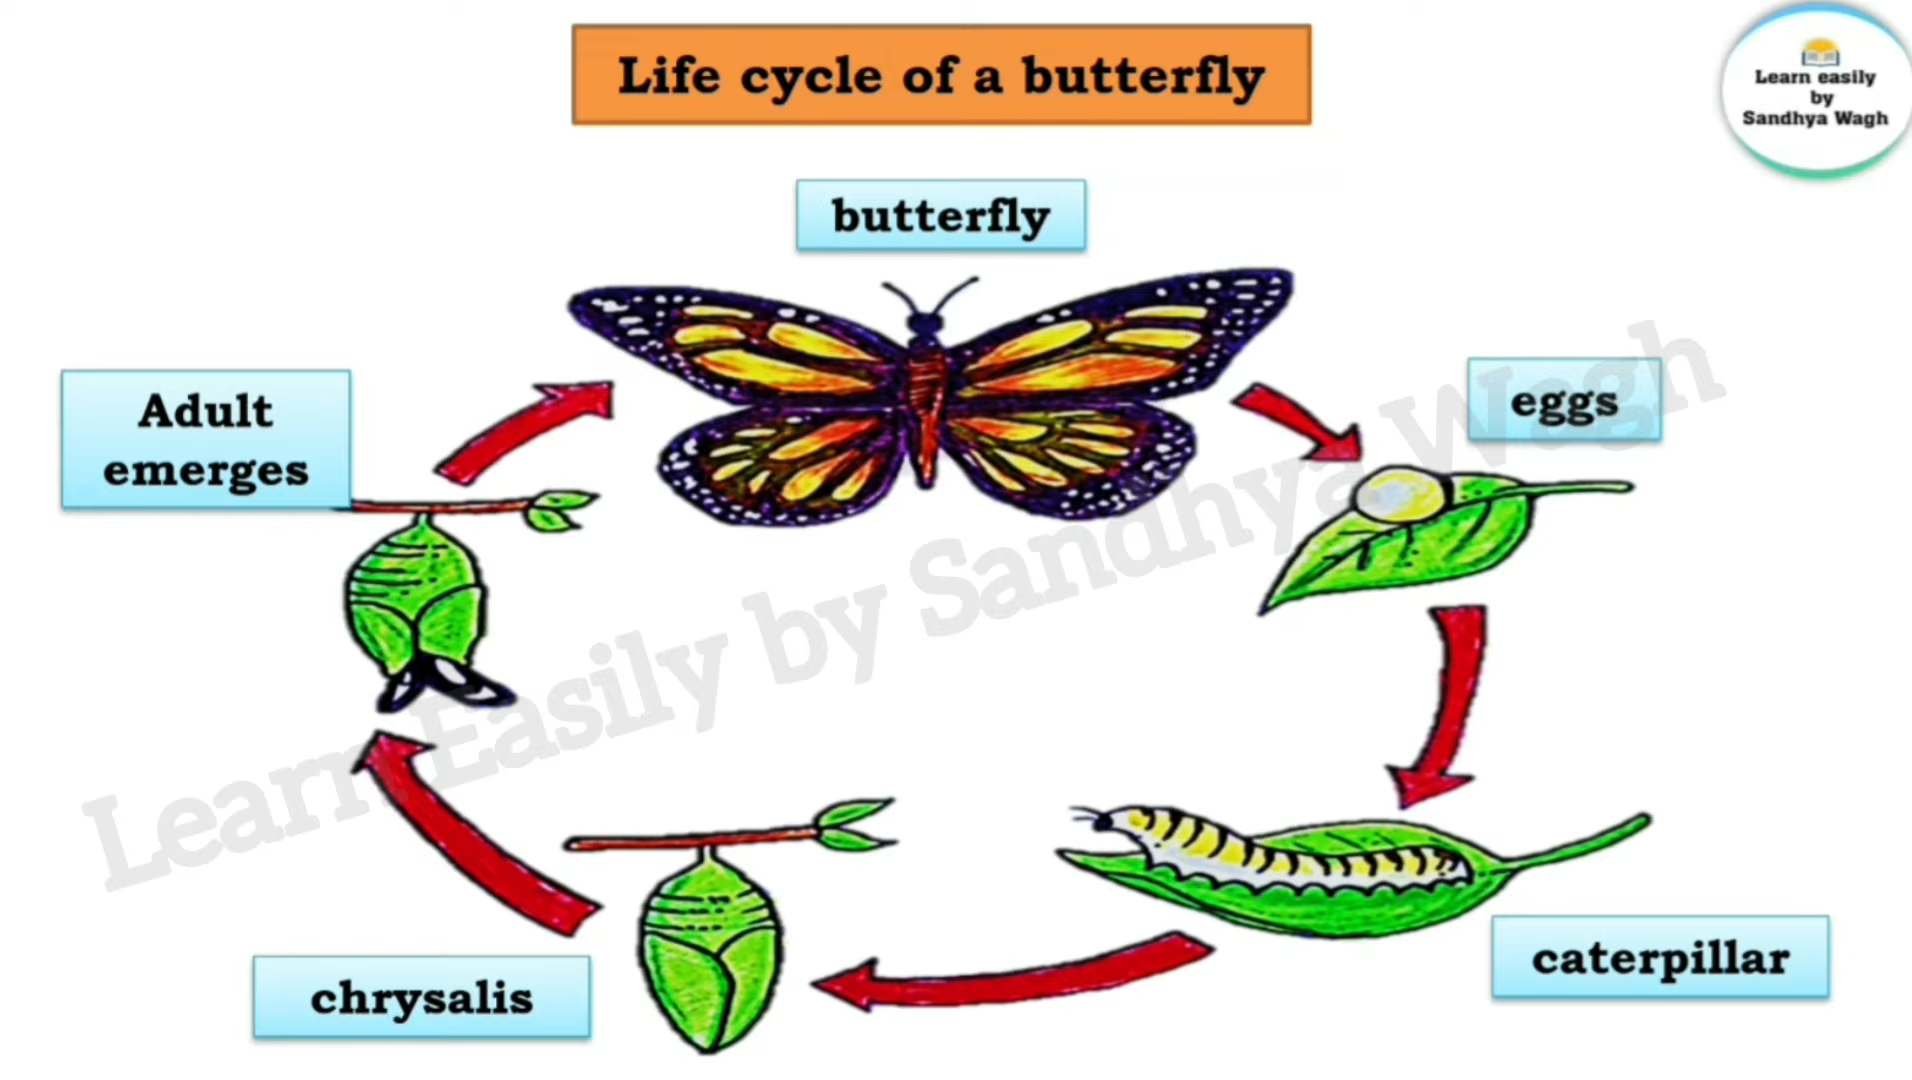 Life cycle of a butterfly
Learn easily
by
Sandhya Wagh
butterfly
Adult
emerges
eggs
Learn Easily by Sandhya Wagh
caterpillar
chrysalis